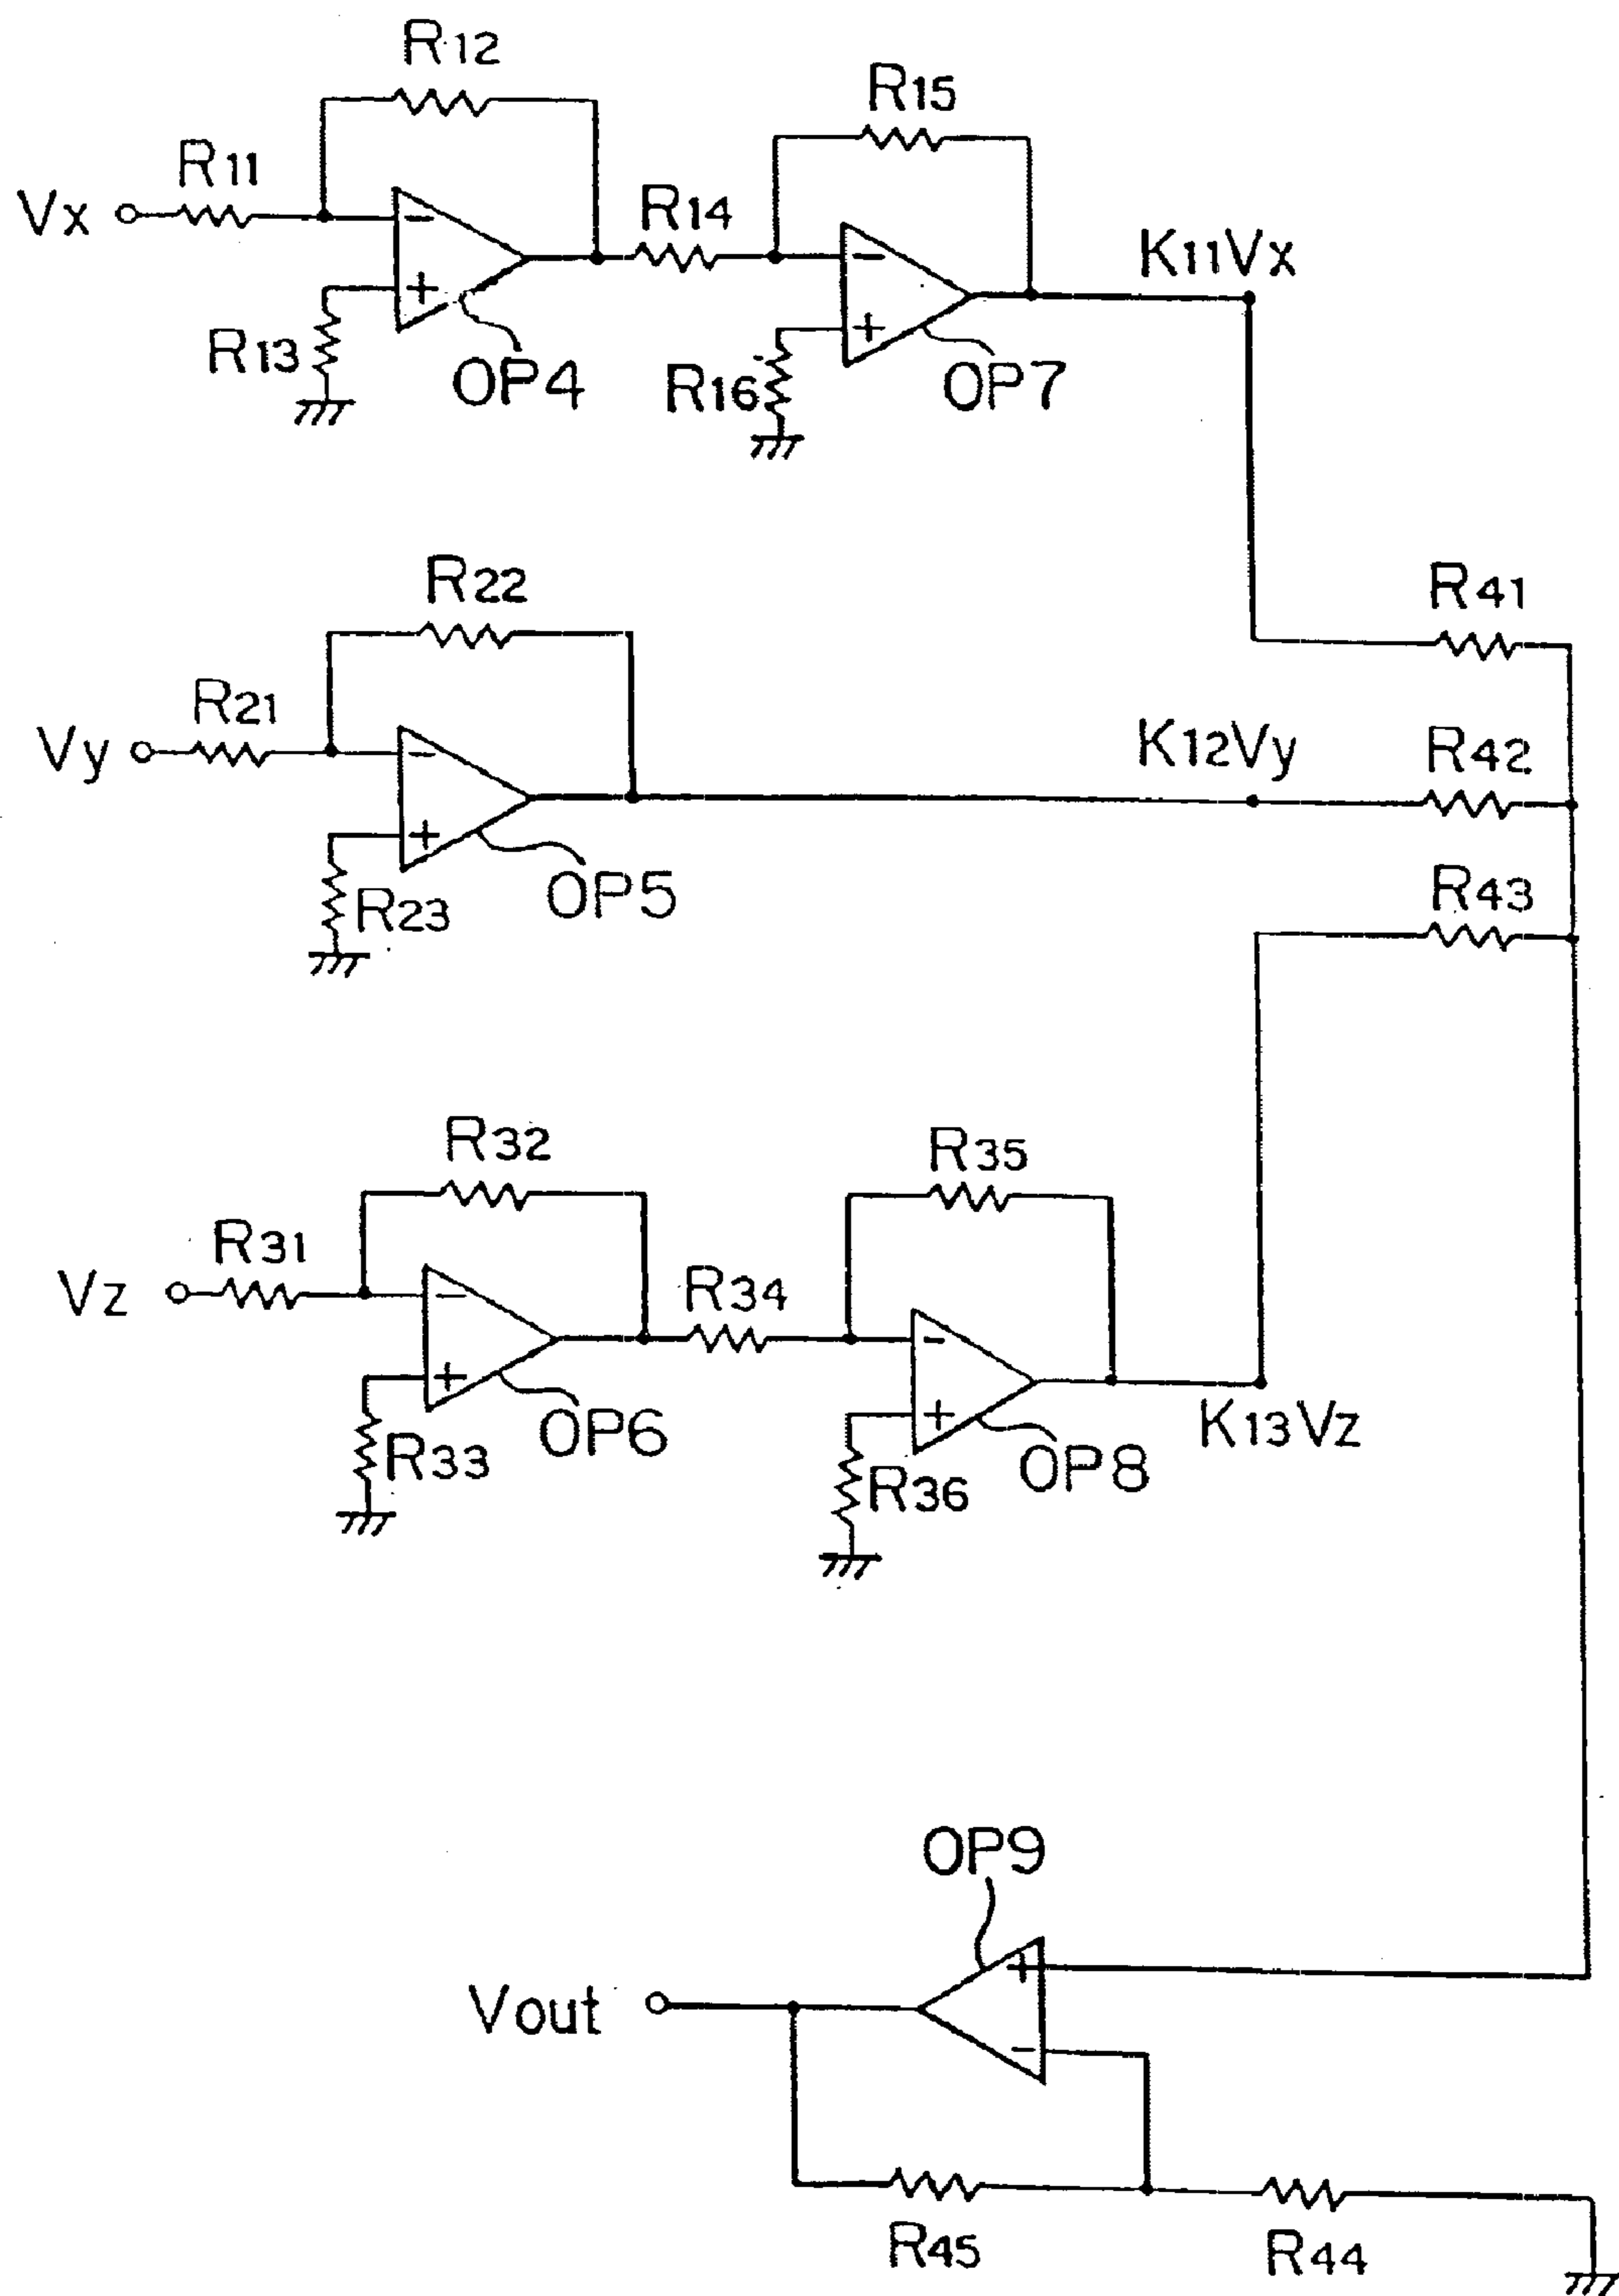 R12
R15
R11
Vx
R14
K11Vx
R13
OP4
R16
OP7
R22
R41
R21
Vy
K12Vy
R42
R43
R23
OP5
R32
R35
R31
Vz
R34
K13Vz
R33
OP6
R36
OP8
OP9
Vout
R45
R44